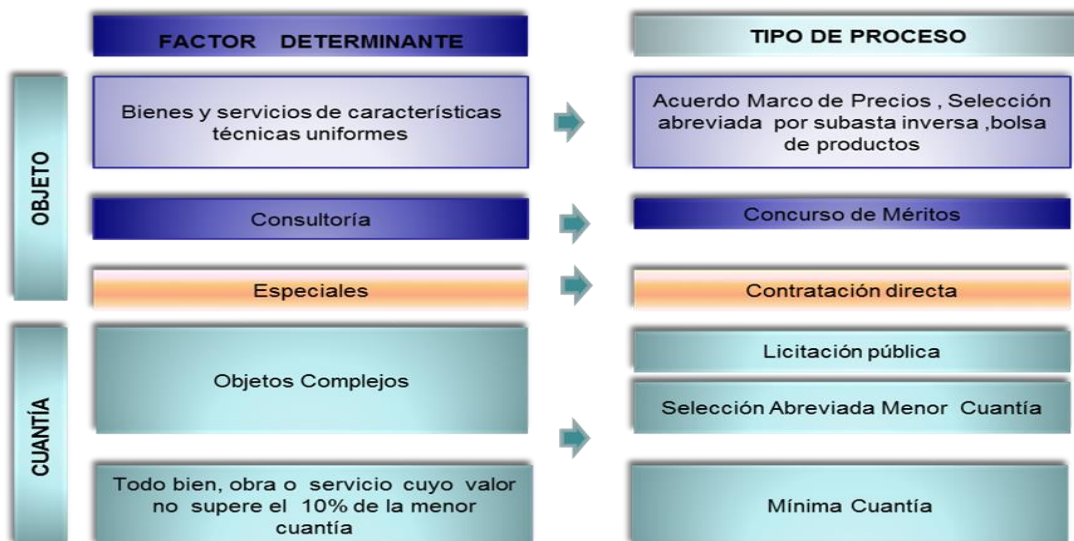 FACTOR DETERMINANTE
TIPO DE PROCESO
OBJETO
Bienes y servicios de características
técnicas uniformes
Acuerdo Marco de Precios , Selección
abreviada por subasta inversa ,bolsa
de productos
Consultoría
Concurso de Méritos
Especiales
Contratación directa
CUANTÍA
Objetos Complejos
Licitación pública
Selección Abreviada Menor Cuantía
Todo bien, obra o servicio cuyo valor
no supere el 10% de la menor
cuantía
Mínima Cuantía